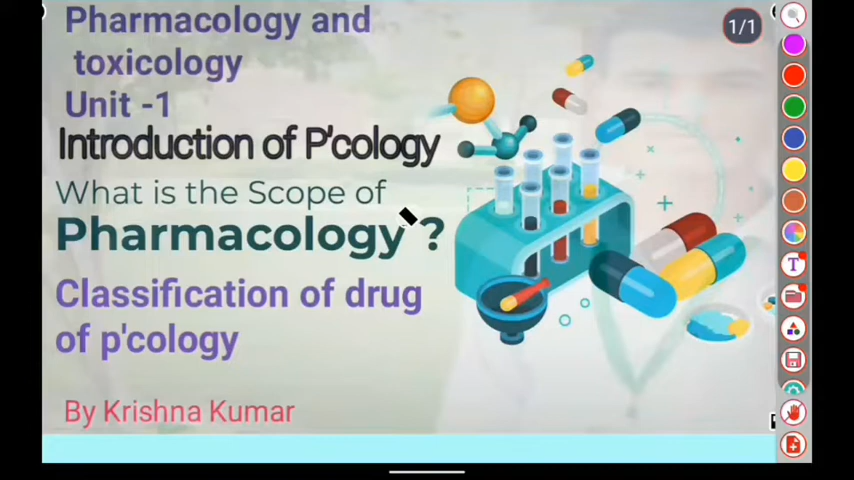 Pharmacology and
toxicology
Unit -1
Introduction of P'cology
What is the Scope of
Pharmacology ?
Classification of drug
of p'cology
By Krishna Kumar
1/1
T